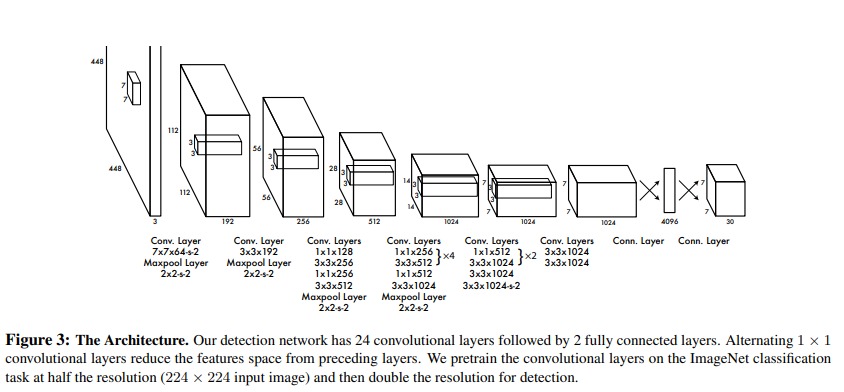 448
448
7
7
3
112
112
3
3
192
56
56
3
3
256
28
28
3
3
512
14
14
3
3
1024
7
7
3
3
1024
7
7
1024
4096
7
7
30
Conv. Layer
7x7x64-s-2
Maxpool Layer
2x2-s-2
Conv. Layer
3x3x192
Maxpool Layer
2x2-s-2
Conv. Layers
1x1x128
3x3x256
1x1x256
3x3x512
Maxpool Layer
2x2-s-2
Conv. Layers
1x1x256
3x3x512 }×4
1x1x512
3x3x1024
Maxpool Layer
2x2-s-2
Conv. Layers
1x1x512
3x3x1024 }×2
3x3x1024
3x3x1024-s-2
Conv. Layers
3x3x1024
3x3x1024
Conn. Layer
Conn. Layer
Figure 3: The Architecture. Our detection network has 24 convolutional layers followed by 2 fully connected layers. Alternating 1 × 1
convolutional layers reduce the features space from preceding layers. We pretrain the convolutional layers on the ImageNet classification
task at half the resolution (224 × 224 input image) and then double the resolution for detection.